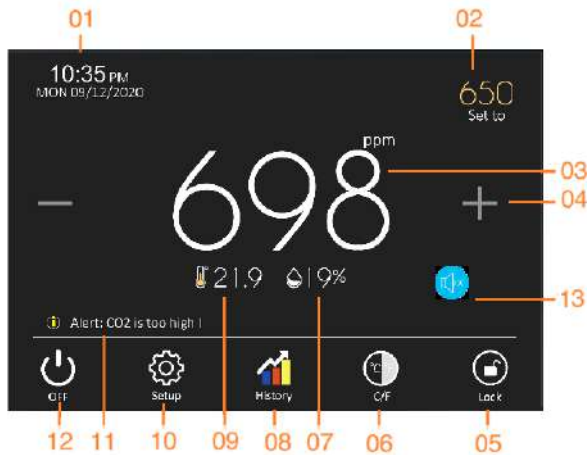 01
02
10:35 PM
MON 09/12/2020
650
Set to
ppm
698
03
04
21.9
19%
13
Alert: CO2 is too high !
OFF
Setup
History
°C
C/F
Lock
12
11
10
09
08
07
06
05